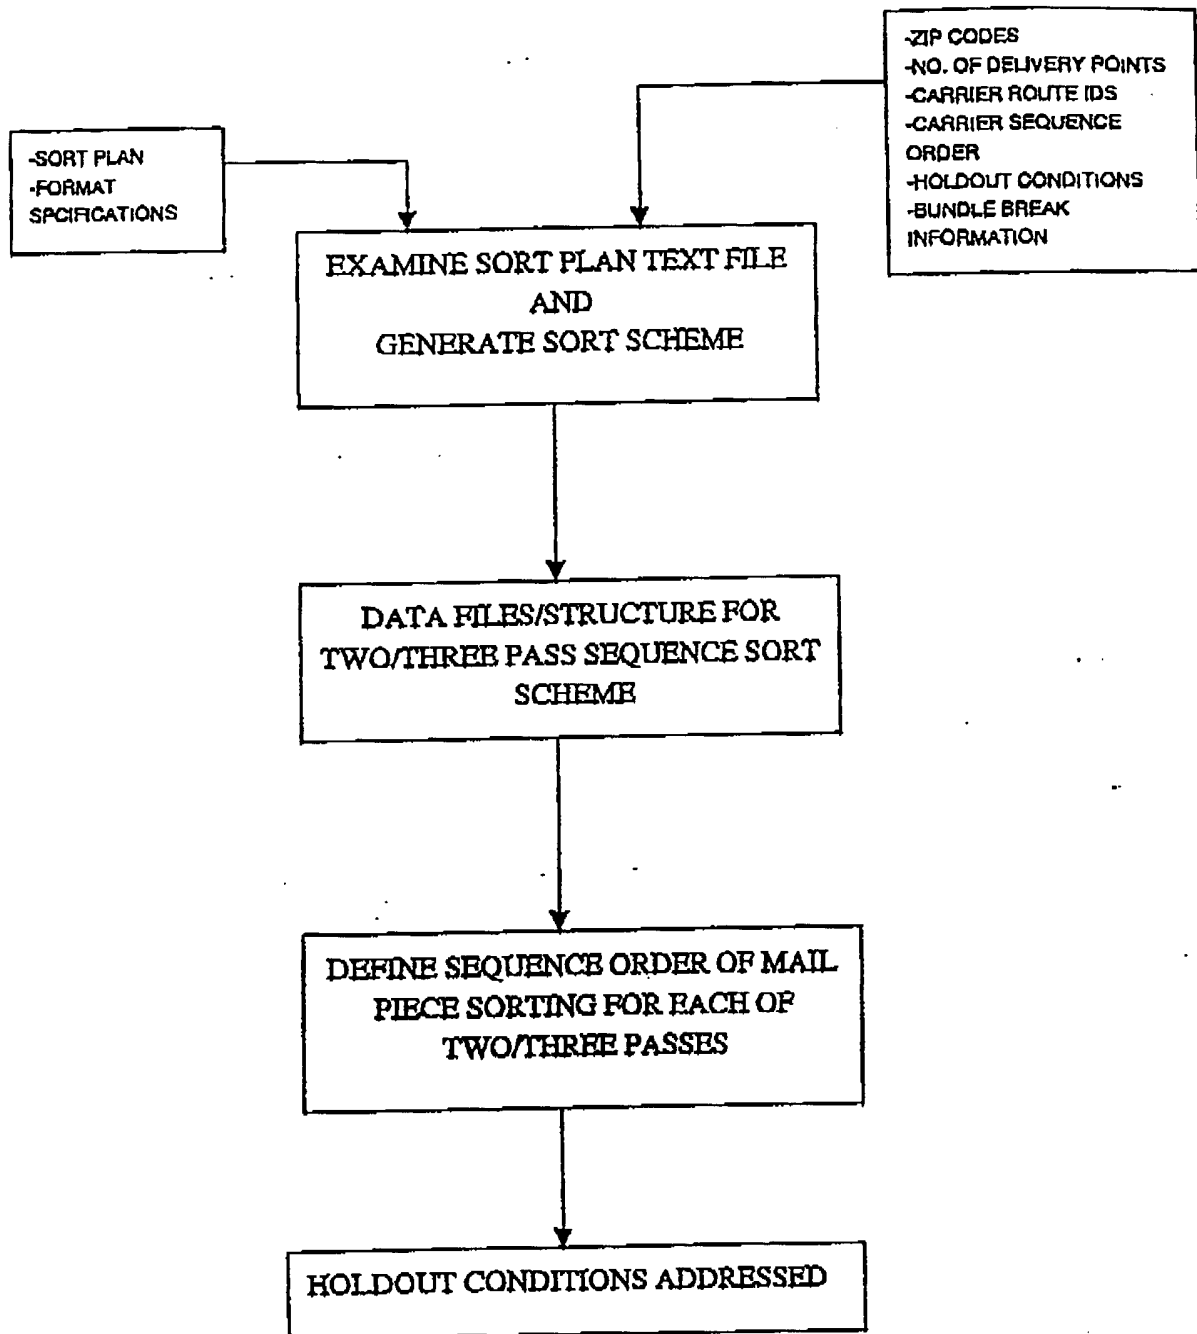 -ZIP CODES
-NO. OF DELIVERY POINTS
-CARRIER ROUTE IDS
-CARRIER SEQUENCE
ORDER
-HOLDOUT CONDITIONS
-BUNDLE BREAK
INFORMATION
-SORT PLAN
-FORMAT
SPCIFICATIONS
EXAMINE SORT PLAN TEXT FILE
AND
GENERATE SORT SCHEME
DATA FILES/STRUCTURE FOR
TWO/THREE PASS SEQUENCE SORT
SCHEME
DEFINE SEQUENCE ORDER OF MAIL
PIECE SORTING FOR EACH OF
TWO/THREE PASSES
HOLDOUT CONDITIONS ADDRESSED